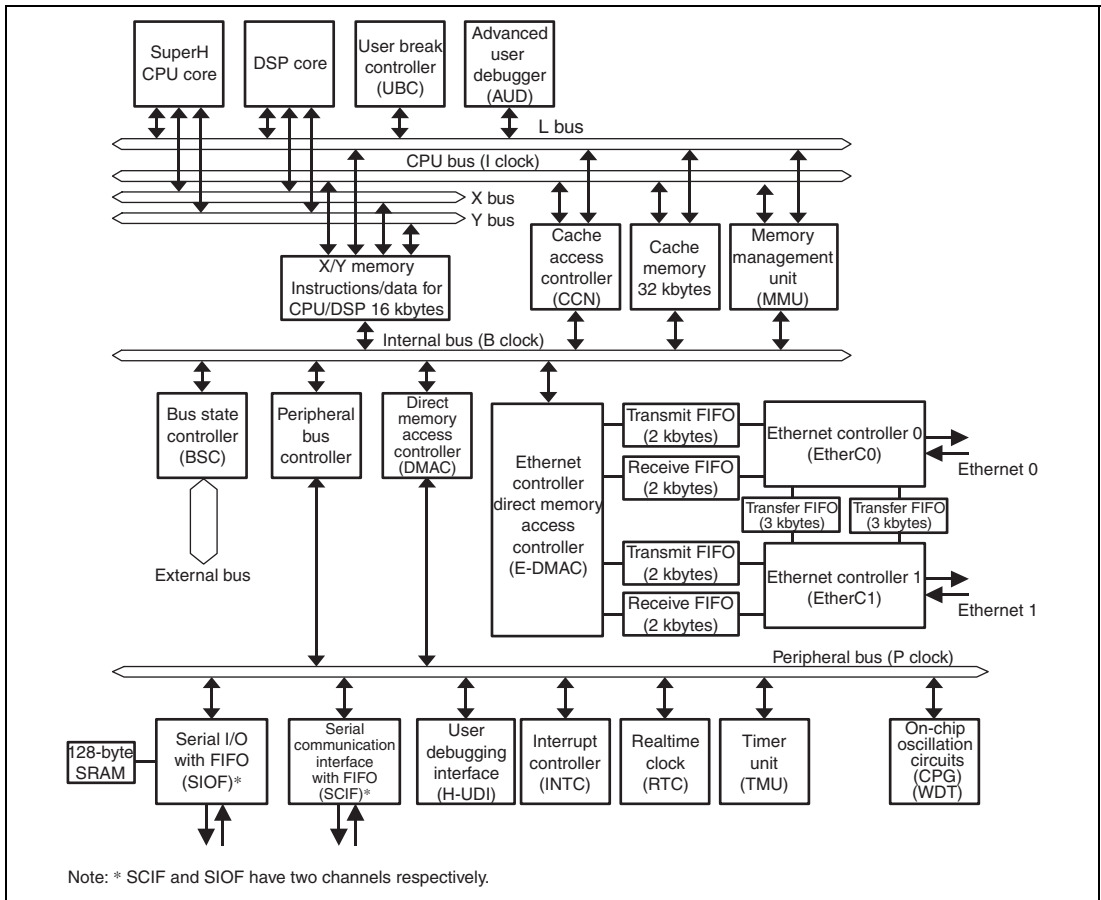 SuperH
CPU core
DSP core
User break
controller
(UBC)
Advanced
user
debugger
(AUD)
L bus
CPU bus (I clock)
X bus
Y bus
X/Y memory
Instructions/data for
CPU/DSP 16 kbytes
Cache
access
controller
(CCN)
Cache
memory
32 kbytes
Memory
management
unit
(MMU)
Internal bus (B clock)
Bus state
controller
(BSC)
Peripheral
bus
controller
Direct
memory
access
controller
(DMAC)
External bus
Ethernet
controller
direct memory
access
controller
(E-DMAC)
Transmit FIFO
(2 kbytes)
Receive FIFO
(2 kbytes)
Ethernet controller 0
(EtherC0)
Ethernet 0
Transfer FIFO
(3 kbytes)
Transfer FIFO
(3 kbytes)
Transmit FIFO
(2 kbytes)
Receive FIFO
(2 kbytes)
Ethernet controller 1
(EtherC1)
Ethernet 1
Peripheral bus (P clock)
128-byte
SRAM
Serial I/O
with FIFO
(SIOF)*
Serial
communication
interface
with FIFO
(SCIF)*
User
debugging
interface
(H-UDI)
Interrupt
controller
(INTC)
Realtime
clock
(RTC)
Timer
unit
(TMU)
On-chip
oscillation
circuits
(CPG)
(WDT)
Note: * SCIF and SIOF have two channels respectively.